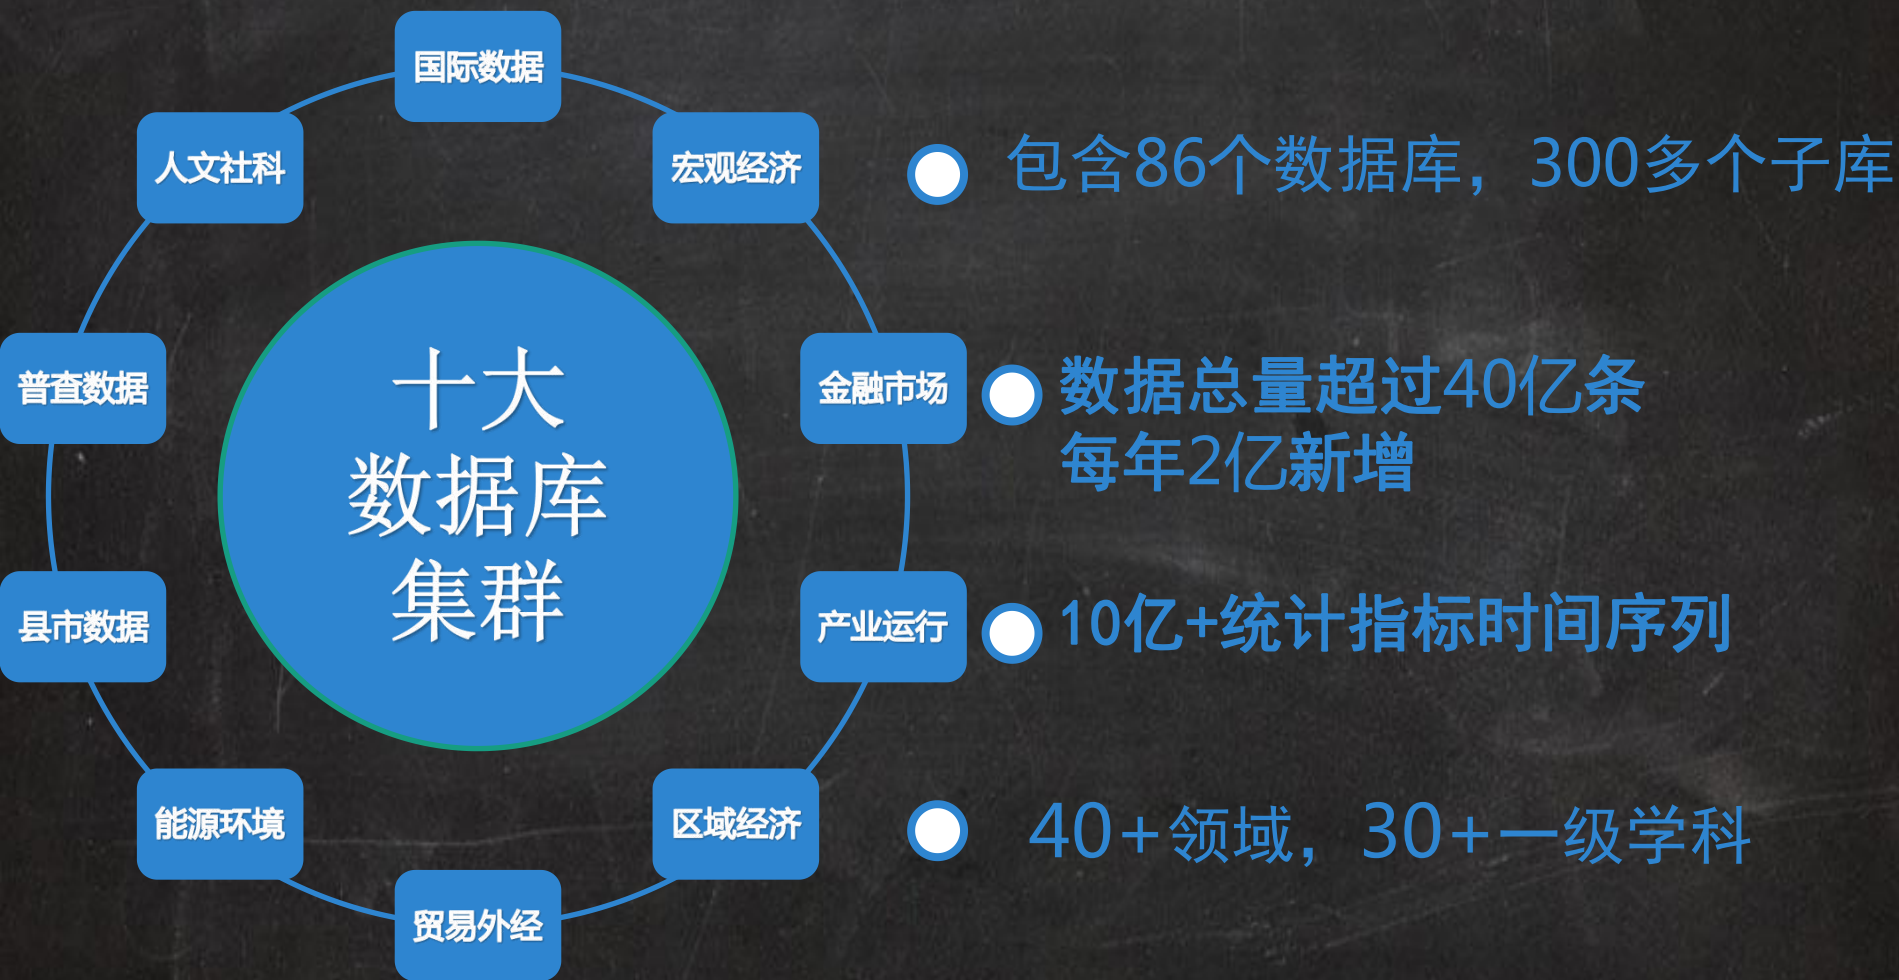 国际数据
人文社科
宏观经济
普查数据
金融市场
十大
数据库
集群
县市数据
产业运行
能源环境
区域经济
贸易外经
包含86个数据库，300多个子库
数据总量超过40亿条
每年2亿新增
10亿+统计指标时间序列
40+领域，30+一级学科